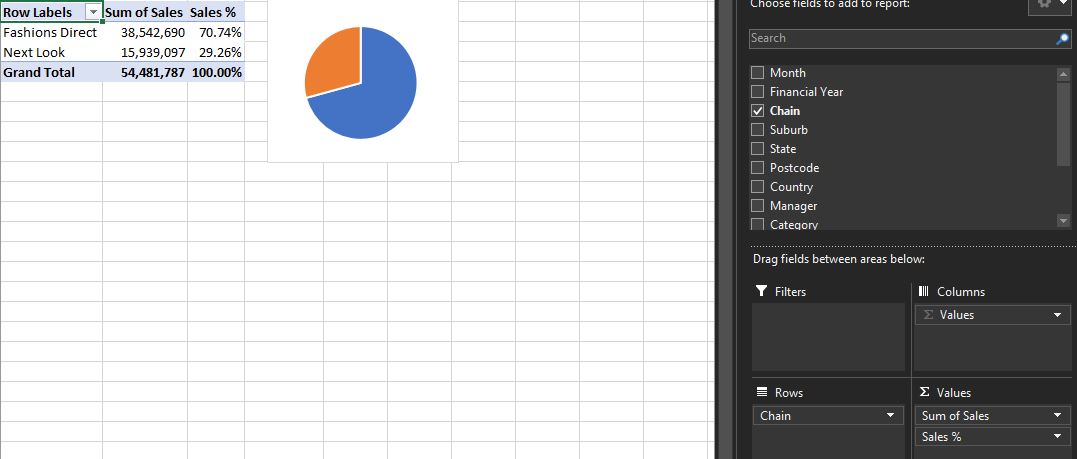 Row Labels Sum of Sales Sales %
Fashions Direct 38,542,690 70.74%
Next Look 15,939,097 29.26%
Grand Total 54,481,787 100.00%
Choose fields to add to report:
Search
Month
Financial Year
Chain
Suburb
State
Postcode
Country
Manager
Category
Drag fields between areas below:
Filters
Columns
Σ Values
Rows
Σ Values
Chain
Sum of Sales
Sales %